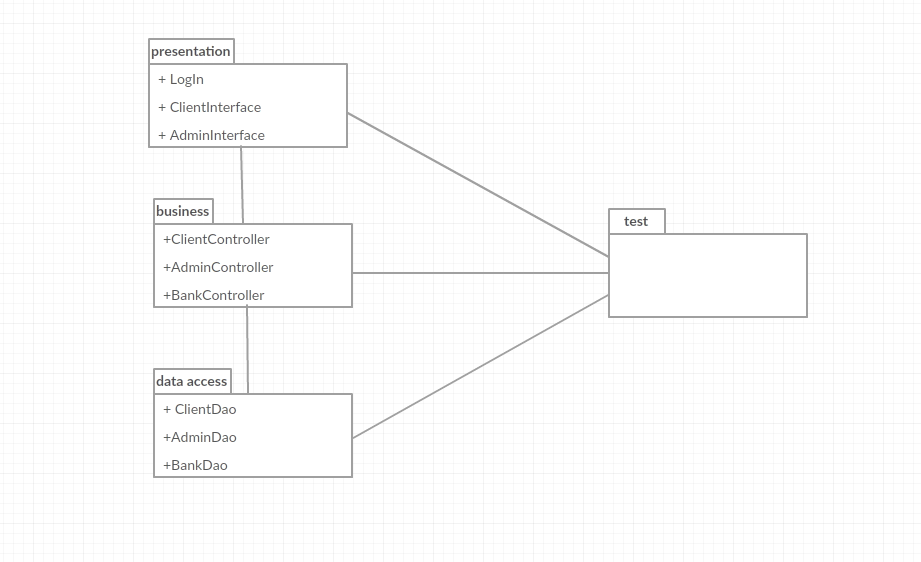 presentation
+ LogIn
+ ClientInterface
+ AdminInterface
business
+ClientController
+AdminController
+BankController
test
data access
+ ClientDao
+AdminDao
+BankDao